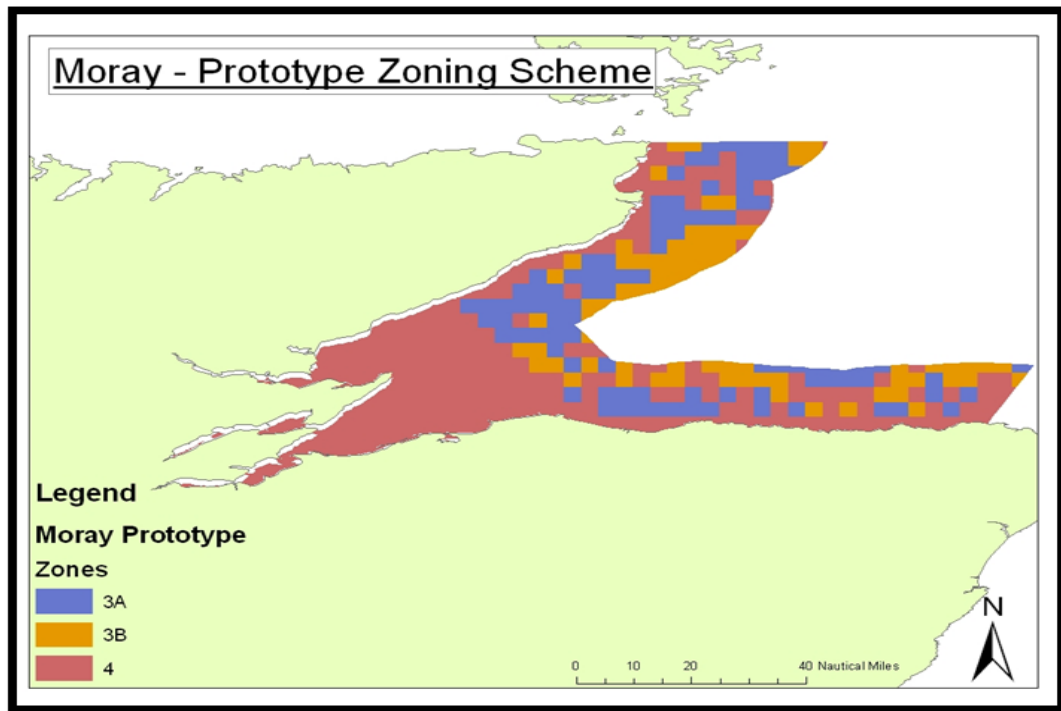 Moray - Prototype Zoning Scheme
Legend
Moray Prototype
Zones
3A
3B
4
0 10 20 40 Nautical Miles
N